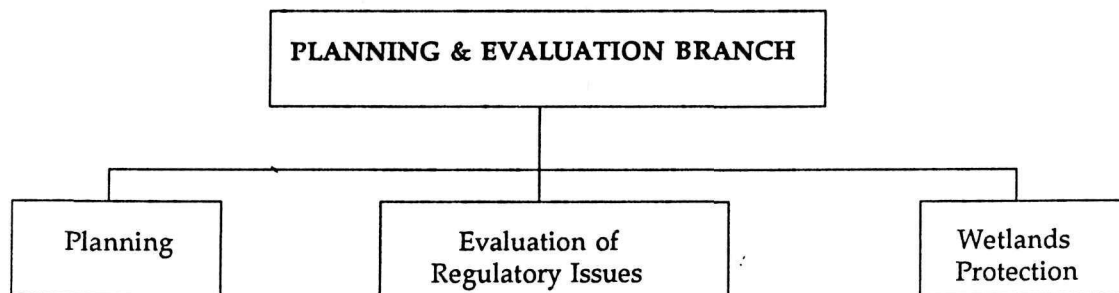 PLANNING & EVALUATION BRANCH
Planning
Evaluation of
Regulatory Issues
Wetlands
Protection